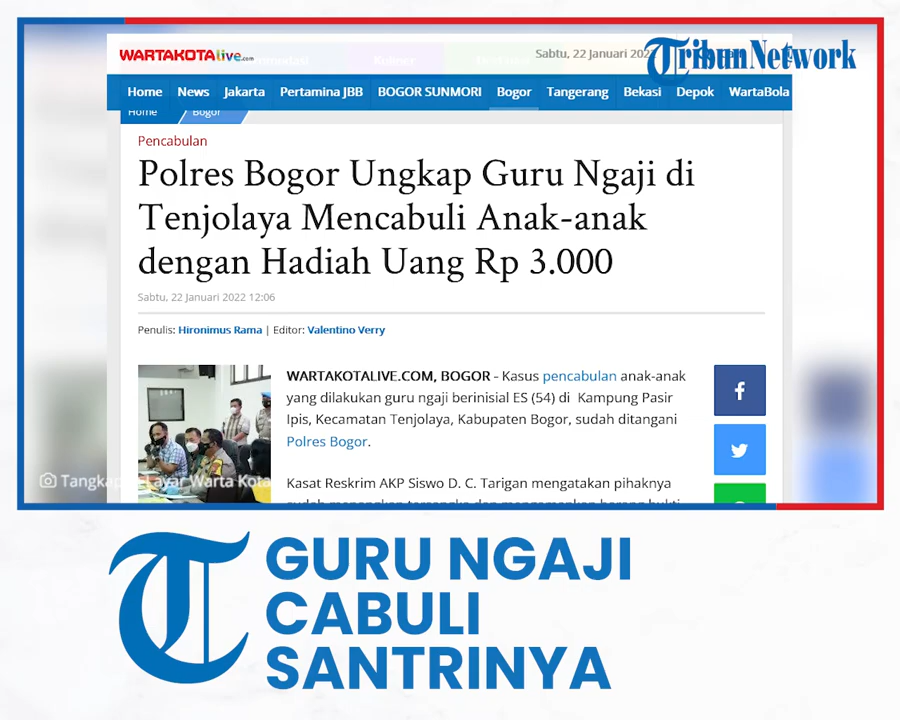 WARTAKOTAlive.com
Sabtu, 22 Januari 202
Tribun Network
Kuliner
Home News Jakarta Pertamina JBB BOGOR SUNMORI Bogor Tangerang Bekasi Depok WartaBola
Home Bogor
Pencabulan
Polres Bogor Ungkap Guru Ngaji di
Tenjolaya Mencabuli Anak-anak
dengan Hadiah Uang Rp 3.000
Sabtu, 22 Januari 2022 12:06
Penulis: Hironimus Rama | Editor: Valentino Verry
WARTAKOTALIVE.COM, BOGOR - Kasus pencabulan anak-anak
yang dilakukan guru ngaji berinisial ES (54) di Kampung Pasir
Ipis, Kecamatan Tenjolaya, Kabupaten Bogor, sudah ditangani
Polres Bogor.
Kasat Reskrim AKP Siswo D. C. Tarigan mengatakan pihaknya
Layar Warta Kota
T GURU NGAJI
CABULI
SANTRINYA